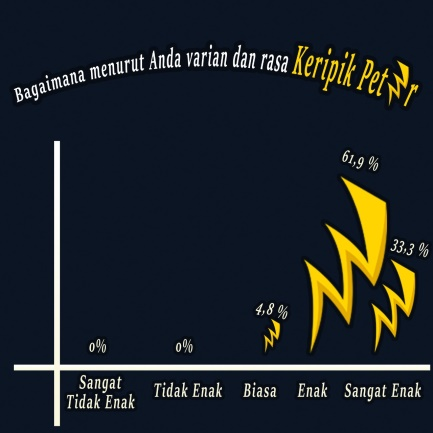 Bagaimana menurut Anda varian dan rasa Keripik Petir
61,9 %
33,3 %
4,8 %
0% 0%
Sangat Tidak Enak Biasa Enak Sangat Enak
Tidak Enak